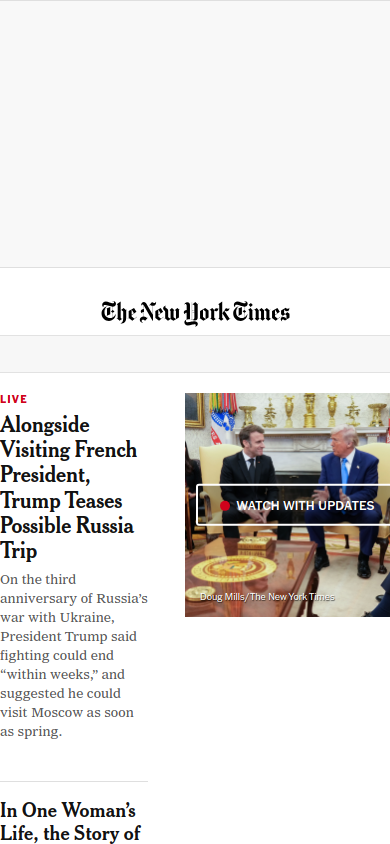 The New York Times
LIVE
Alongside
Visiting French
President,
Trump Teases
Possible Russia
Trip
On the third
anniversary of Russia's
war with Ukraine,
President Trump said
fighting could end
“within weeks,” and
suggested he could
visit Moscow as soon
as spring.
WATCH WITH UPDATES
Doug Mills/The New York Times
In One Woman’s
Life, the Story of